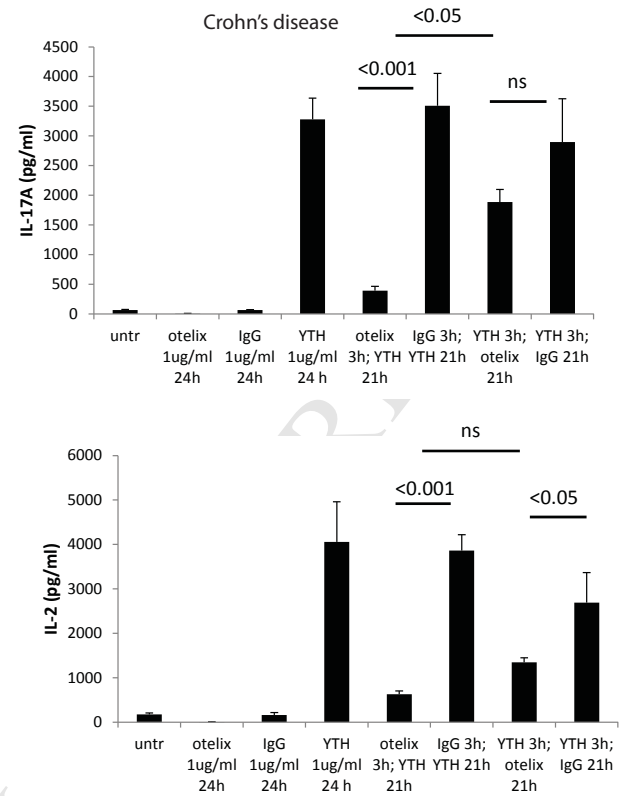 Crohn's disease
<0.05
<0.001
ns
4500
4000
3500
3000
2500
2000
1500
1000
500
0
IL-17A (pg/ml)
untr
otelix
1ug/ml
24h
IgG
1ug/ml
24h
YTH
1ug/ml
24 h
otelix
3h; YTH
21h
IgG 3h;
YTH 21h
YTH 3h;
otelix
21h
YTH 3h;
IgG 21h
ns
<0.001
<0.05
6000
5000
4000
3000
2000
1000
0
IL-2 (pg/ml)
untr
otelix
1ug/ml
24h
IgG
1ug/ml
24h
YTH
1ug/ml
24 h
otelix
3h; YTH
21h
IgG 3h;
YTH 21h
YTH 3h;
otelix
21h
YTH 3h;
IgG 21h